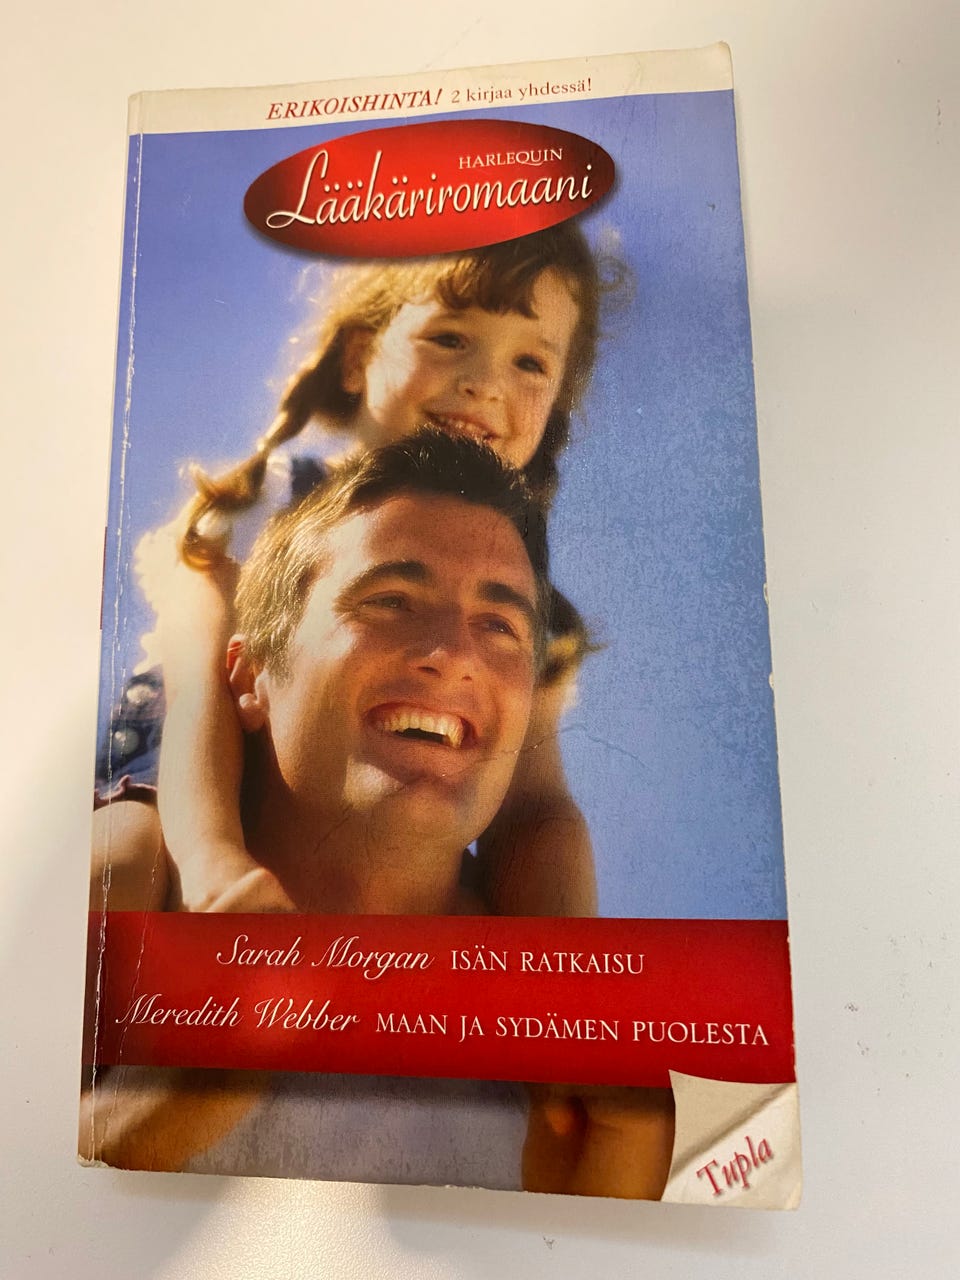 ERIKOISHINTA! 2 kirjaa yhdessä!
HARLEQUIN
Lääkäriromaani
Sarah Morgan ISÄN RATKAISU
Meredith Webber MAAN JA SYDÄMEN PUOLESTA
Tupla